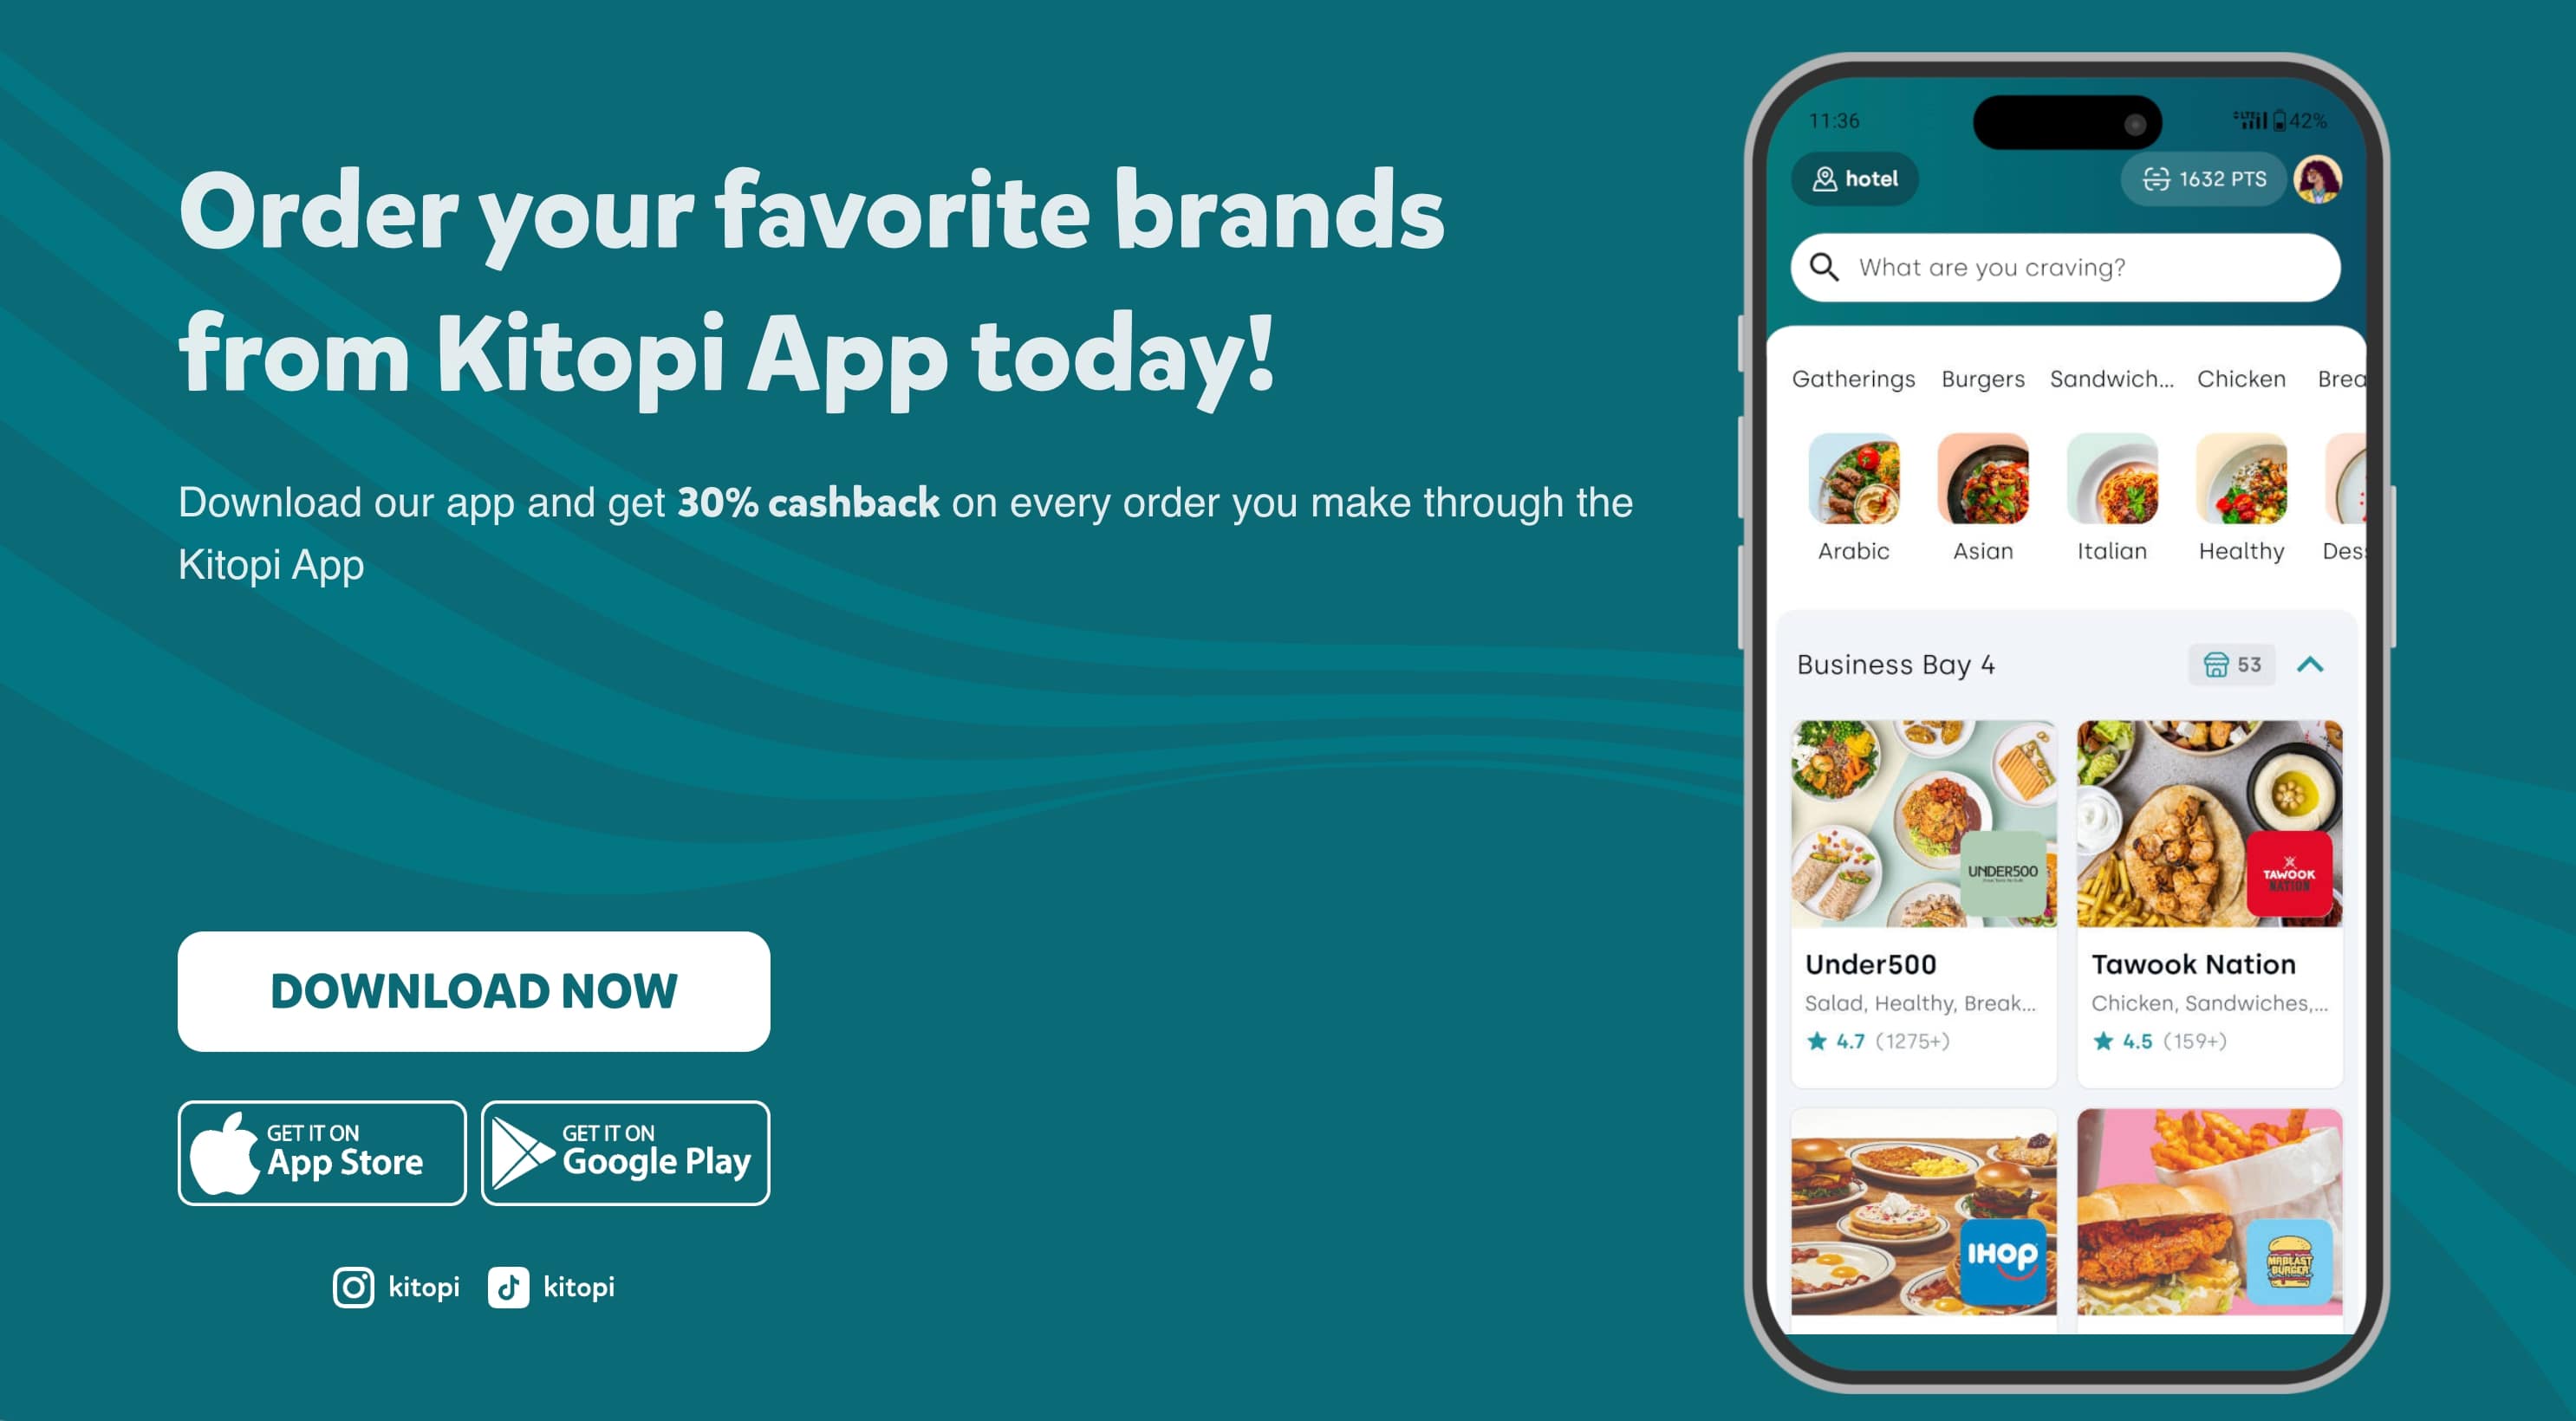 Order your favorite brands
from Kitopi App today!
Download our app and get 30% cashback on every order you make through the
Kitopi App
DOWNLOAD NOW
GET IT ON
App Store
GET IT ON
Google Play
kitopi kitopi
11:36 LTE 42%
hotel 1632 PTS
What are you craving?
Gatherings Burgers Sandwich... Chicken Brea
Arabic Asian Italian Healthy Des
Business Bay 4 53
UNDER500
TAWOOK
NATION
Under500 Tawook Nation
Salad, Healthy, Break... Chicken, Sandwiches,...
4.7 (1275+) 4.5 (159+)
IHOP
MRBEAST
BURGER